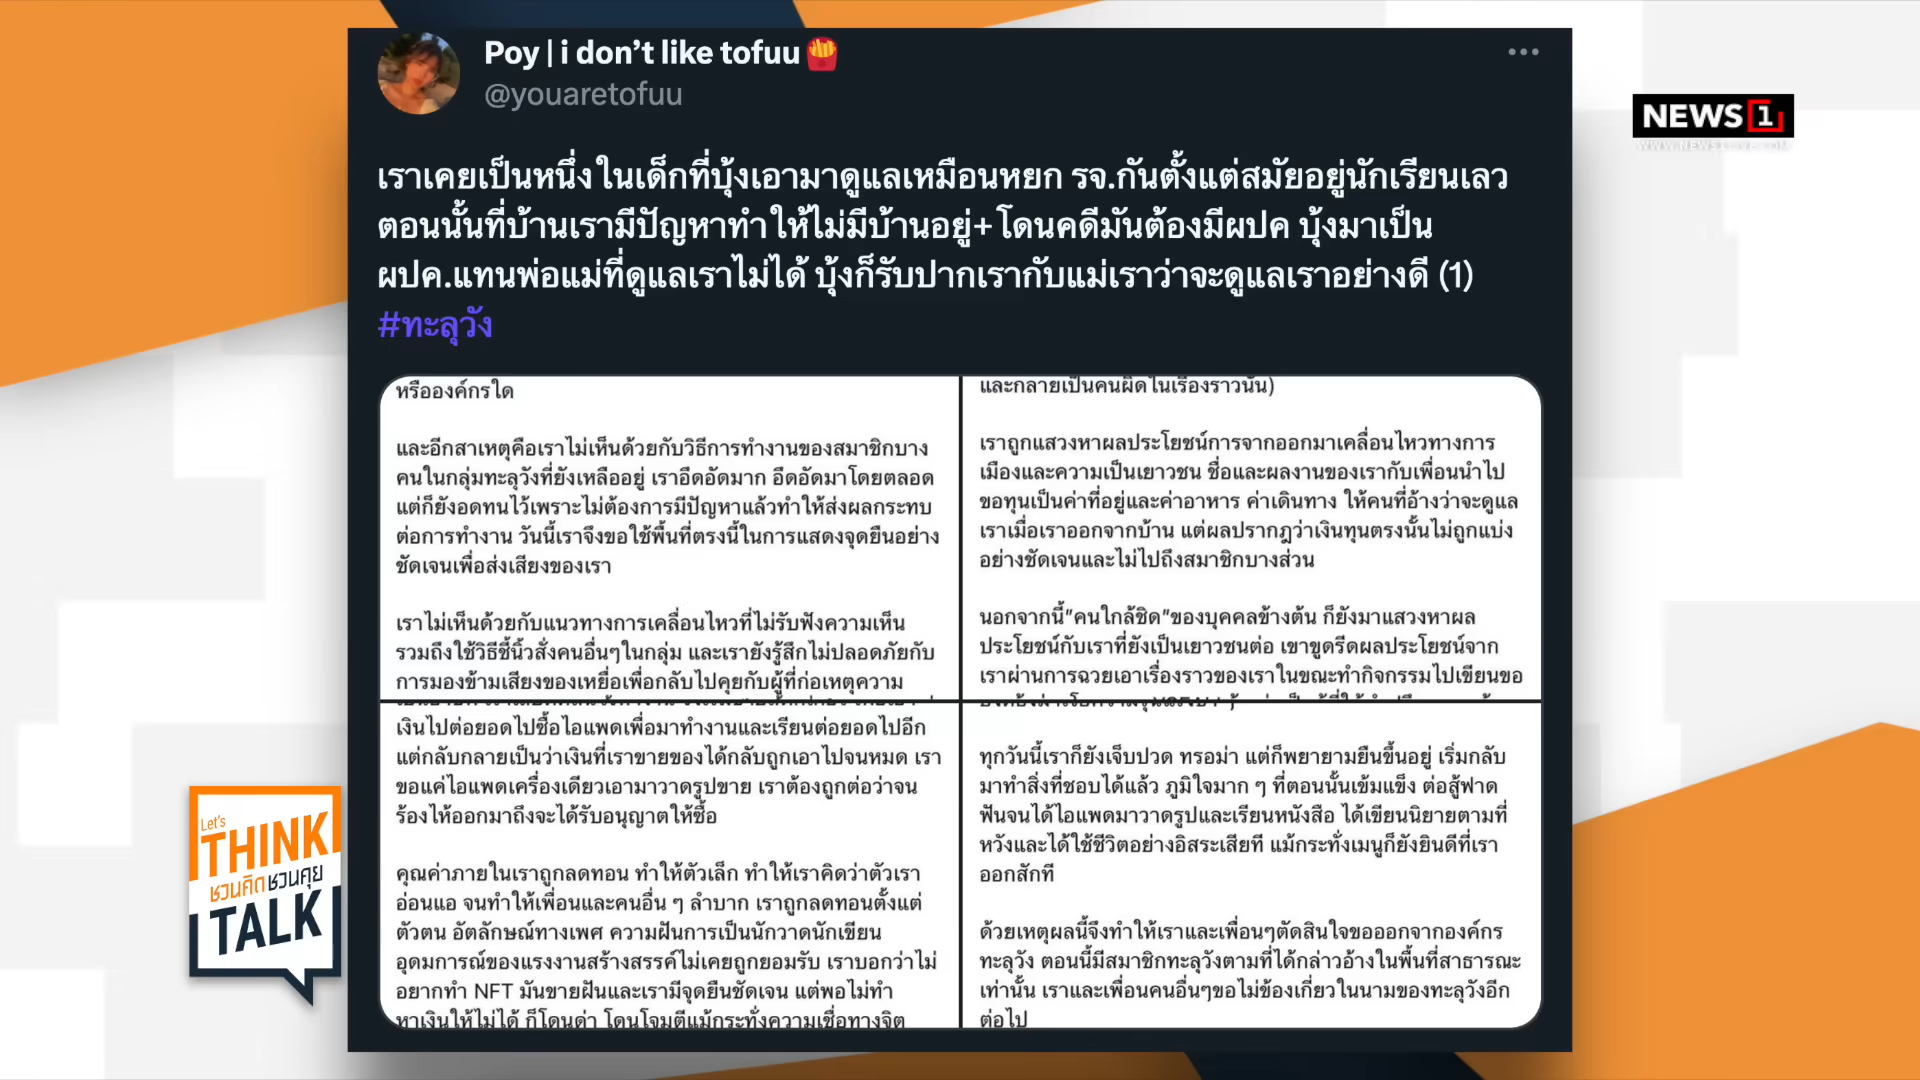 Poy | i don’t like tofuu🍟
@youaretofuu
NEWS 1
เราเคยเป็นหนึ่งในเด็กที่บุ้งเอามาดูแลเหมือนหยก รจ.กันตั้งแต่สมัยอยู่นักเรียนเลว
ตอนนั้นที่บ้านเรามีปัญหาทำให้ไม่มีบ้านอยู่+โดนคดีมันต้องมีผปค บุ้งมาเป็น
ผปค.แทนพ่อแม่ที่ดูแลเราไม่ได้ บุ้งก็รับปากเรากับแม่เราว่าจะดูแลเราอย่างดี (1)
#ทะลุวัง
หรือองค์กรใด
และอีกสาเหตุคือเราไม่เห็นด้วยกับวิธีการทำงานของสมาชิกบาง
คนในกลุ่มทะลุวังที่ยังเหลืออยู่ เราอึดอัดมาก อึดอัดมาโดยตลอด
แต่ก็ยังอดทนไว้เพราะไม่ต้องการมีปัญหาแล้วทำให้ส่งผลกระทบ
ต่อการทำงาน วันนี้เราจึงขอใช้พื้นที่ตรงนี้ในการแสดงจุดยืนอย่าง
ชัดเจนเพื่อส่งเสียงของเรา
เราไม่เห็นด้วยกับแนวทางการเคลื่อนไหวที่ไม่รับฟังความเห็น
รวมถึงใช้วิธีชี้นิ้วสั่งคนอื่นๆในกลุ่ม และเรายังรู้สึกไม่ปลอดภัยกับ
การมองข้ามเสียงของเหยื่อเพื่อกลับไปคุยกับผู้ที่ก่อเหตุความ
และกลายเป็นคนผิดในเรื่องราวนั้น)
เราถูกแสวงหาผลประโยชน์การจากออกมาเคลื่อนไหวทางการ
เมืองและความเป็นเยาวชน ชื่อและผลงานของเรากับเพื่อนนำไป
ขอทุนเป็นค่าที่อยู่และค่าอาหาร ค่าเดินทาง ให้คนที่อ้างว่าจะดูแล
เราเมื่อเราออกจากบ้าน แต่ผลปรากฎว่าเงินทุนตรงนั้นไม่ถูกแบ่ง
อย่างชัดเจนและไม่ไปถึงสมาชิกบางส่วน
นอกจากนี้"คนใกล้ชิด"ของบุคคลข้างต้น ก็ยังมาแสวงหาผล
ประโยชน์กับเราที่ยังเป็นเยาวชนต่อ เขาขูดรีดผลประโยชน์จาก
เราผ่านการฉวยเอาเรื่องราวของเราในขณะทำกิจกรรมไปเขียนขอ
เงินไปต่อยอดไปซื้อไอแพดเพื่อมาทำงานและเรียนต่อยอดไปอีก
แต่กลับกลายเป็นว่าเงินที่เราขายของได้กลับถูกเอาไปจนหมด เรา
ขอแค่ไอแพดเครื่องเดียวเอามาวาดรูปขาย เราต้องถูกต่อว่าจน
ร้องไห้ออกมาถึงจะได้รับอนุญาตให้ซื้อ
คุณค่าภายในเราถูกลดทอน ทำให้ตัวเล็ก ทำให้เราคิดว่าตัวเรา
อ่อนแอ จนทำให้เพื่อนและคนอื่น ๆ ลำบาก เราถูกลดทอนตั้งแต่
ตัวตน อัตลักษณ์ทางเพศ ความฝันการเป็นนักวาดนักเขียน
อุดมการณ์ของแรงงานสร้างสรรค์ไม่เคยถูกยอมรับ เราบอกว่าไม่
อยากทำ NFT มันขายฝันและเรามีจุดยืนชัดเจน แต่พอไม่ทำ
หาเงินให้ไม่ได้ ก็โดนด่า โดนโจมตีแม้กระทั่งความเชื่อทางจิต
ทุกวันนี้เราก็ยังเจ็บปวด ทรอม่า แต่ก็พยายามยืนขึ้นอยู่ เริ่มกลับ
มาทำสิ่งที่ชอบได้แล้ว ภูมิใจมาก ๆ ที่ตอนนั้นเข้มแข็ง ต่อสู้ฟาด
ฟันจนได้ไอแพดมาวาดรูปและเรียนหนังสือ ได้เขียนนิยายตามที่
หวังและได้ใช้ชีวิตอย่างอิสระเสียที แม้กระทั่งเมนูก็ยังยินดีที่เรา
ออกสักที
ด้วยเหตุผลนี้จึงทำให้เราและเพื่อนๆตัดสินใจขอออกจากองค์กร
ทะลุวัง ตอนนี้มีสมาชิกทะลุวังตามที่ได้กล่าวอ้างในพื้นที่สาธารณะ
เท่านั้น เราและเพื่อนคนอื่นๆขอไม่ข้องเกี่ยวในนามของทะลุวังอีก
ต่อไป
Let's
THINK
ชวนคิดชวนคุย
TALK